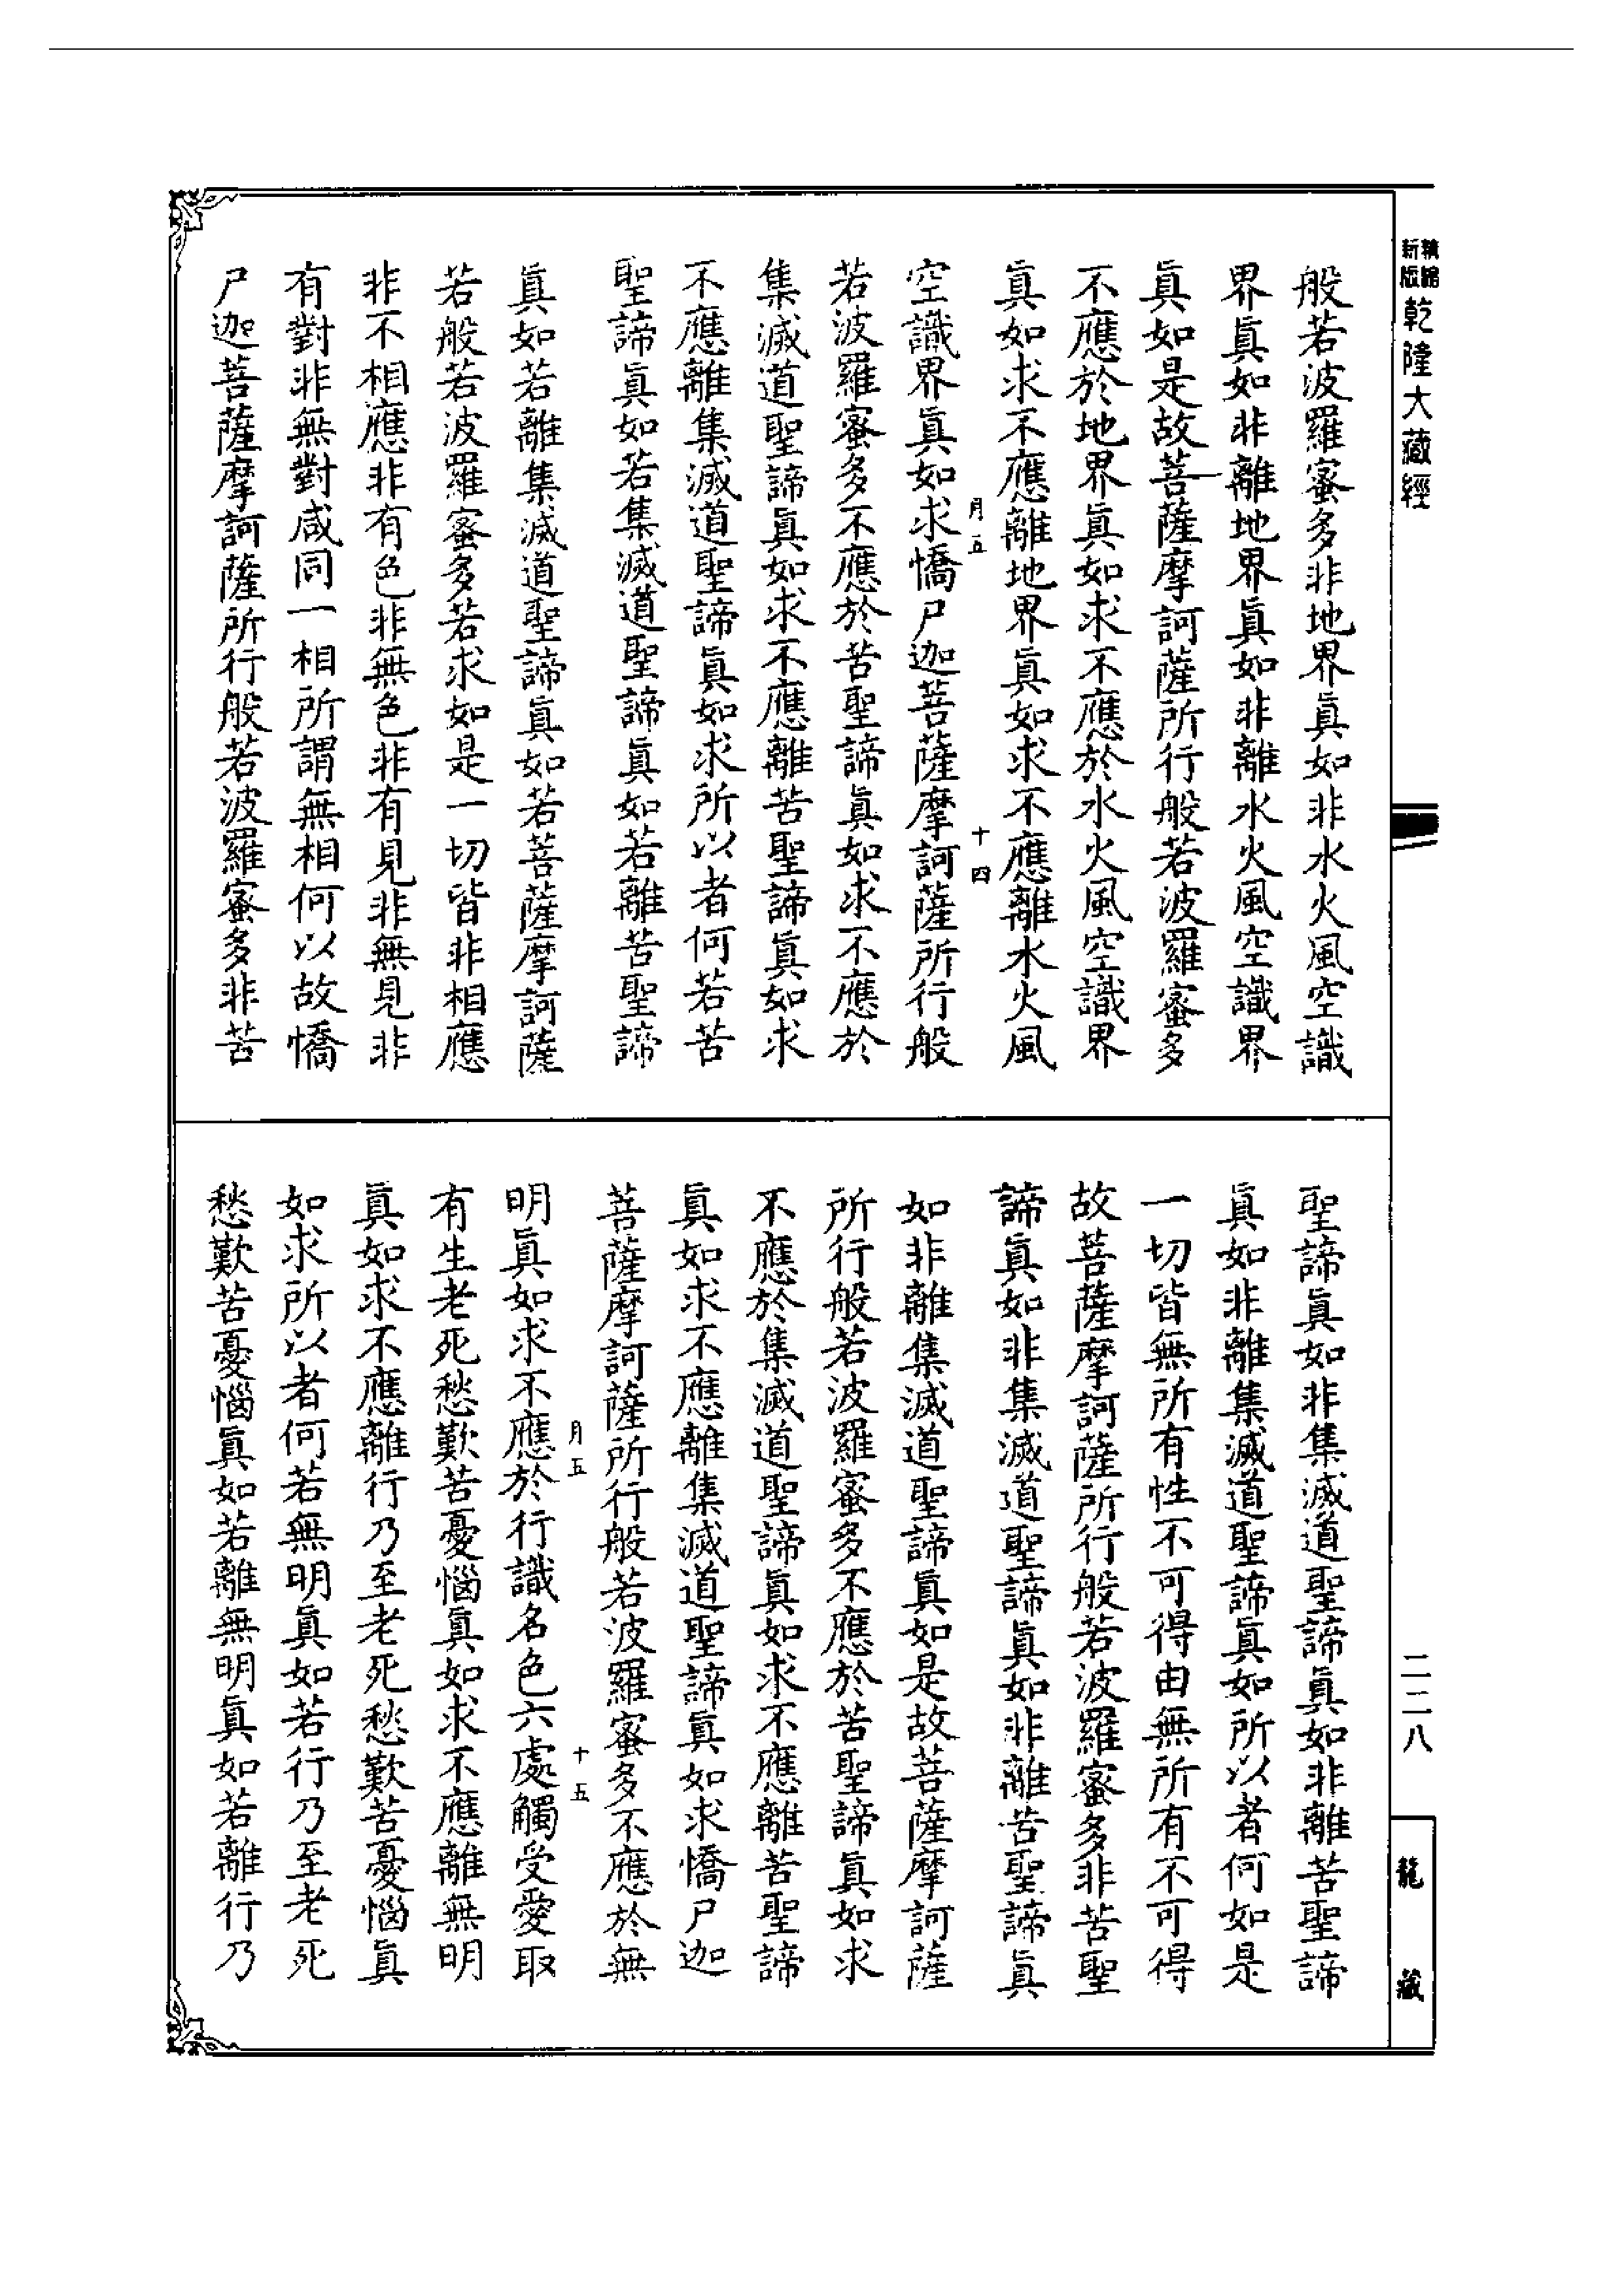 乾隆大藏經
般若波羅蜜多非地界真如非水火風空識
界真如非離地界真如非離水火風空識界
真如是故菩薩摩訶薩所行般若波羅蜜多
不應於地界真如求不應於水火風空識界
真如求不應離地界真如求不應離水火風
月五
十四
空識界真如求憍尸迦菩薩摩訶薩所行般
若波羅蜜多不應於苦聖諦真如求不應於
集滅道聖諦真如求不應離苦聖諦真如求
不應離集滅道聖諦真如求所以者何若苦
聖諦真如若集滅道聖諦真如若離苦聖諦
真如若離集滅道聖諦真如若菩薩摩訶薩
若般若波羅蜜多若求如是一切皆非相應
非不相應非有色非無色非有見非無見非
有對非無對咸同一相所謂無相何以故憍
尸迦菩薩摩訶薩所行般若波羅蜜多非苦
聖諦真如非集滅道聖諦真如非離苦聖諦
真如非離集滅道聖諦真如所以者何如是
一切皆無所有性不可得由無所有不可得
故菩薩摩訶薩所行般若波羅蜜多非苦聖
諦真如非集滅道聖諦真如非離苦聖諦真
如非離集滅道聖諦真如是故菩薩摩訶薩
所行般若波羅蜜多不應於苦聖諦真如求
不應於集滅道聖諦真如求不應離苦聖諦
真如求不應離集滅道聖諦真如求憍尸迦
菩薩摩訶薩所行般若波羅蜜多不應於無
月五
十五
明真如求不應於行識名色六處觸受愛取
有生老死愁歎苦憂惱真如求不應離無明
真如求不應離行乃至老死愁歎苦憂惱真
如求所以者何若無明真如若行乃至老死
愁歎苦憂惱真如若離無明真如若離行乃
二二八
龍藏